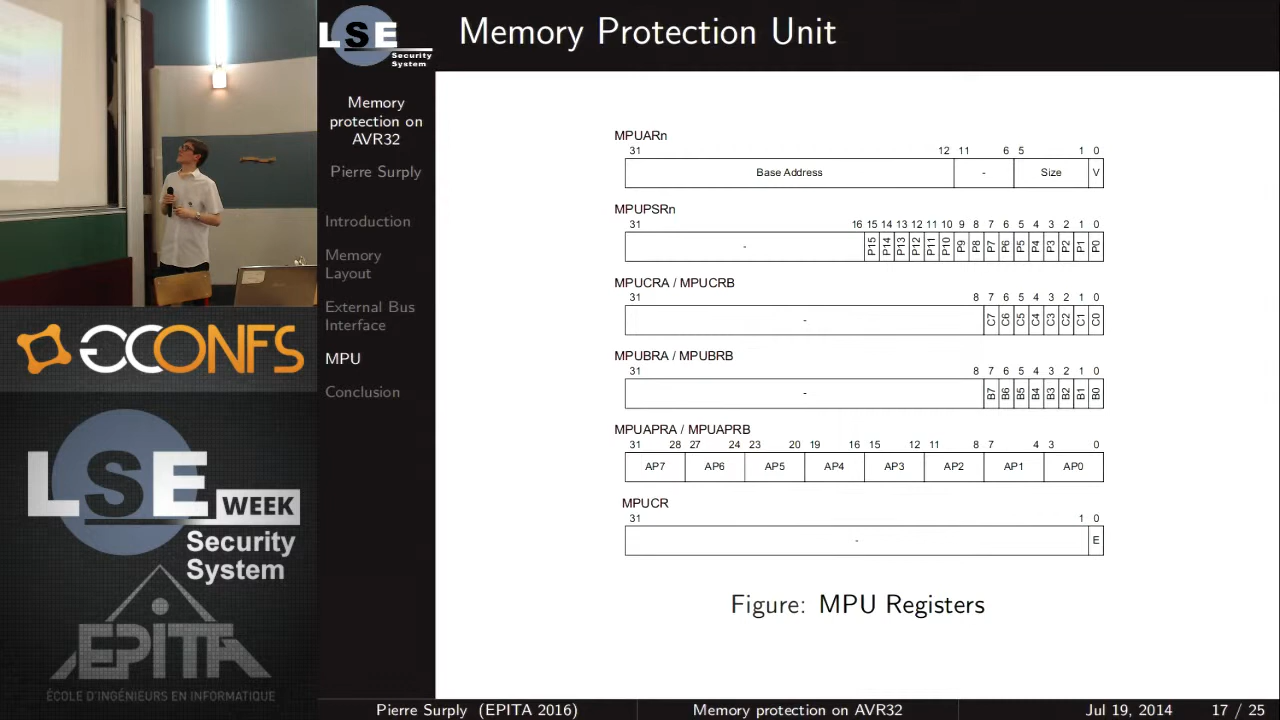 LSE
Security
System
Memory Protection Unit
Memory
protection on
AVR32
Pierre Surply
Introduction
Memory
Layout
External Bus
Interface
MPU
Conclusion
MPUARn
31 12 11 6 5 1 0
Base Address - Size V
MPUPSRn
31 16 15 14 13 12 11 10 9 8 7 6 5 4 3 2 1 0
- P15 P14 P13 P12 P11 P10 P9 P8 P7 P6 P5 P4 P3 P2 P1 P0
MPUCRA / MPUCRB
31 8 7 6 5 4 3 2 1 0
- C7 C6 C5 C4 C3 C2 C1 C0
MPUBRA / MPUBRB
31 8 7 6 5 4 3 2 1 0
- B7 B6 B5 B4 B3 B2 B1 B0
MPUAPRA / MPUAPRB
31 28 27 24 23 20 19 16 15 12 11 8 7 4 3 0
AP7 AP6 AP5 AP4 AP3 AP2 AP1 AP0
MPUCR
31 1 0
- E
Figure: MPU Registers
GCONFS
LSE WEEK
Security
System
EPITA
ÉCOLE D'INGÉNIEURS EN INFORMATIQUE
Pierre Surply (EPITA 2016) Memory protection on AVR32 Jul 19, 2014 17 / 25